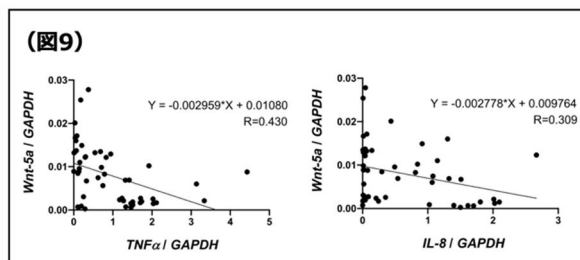 (図9)
Y = -0.002959*X + 0.01080
R=0.430
Wnt-5a / GAPDH
0.03
0.02
0.01
0.00
0 1 2 3 4 5
TNFα / GAPDH
Y = -0.002778*X + 0.009764
R=0.309
Wnt-5a / GAPDH
0.03
0.02
0.01
0.00
0 1 2 3
IL-8 / GAPDH